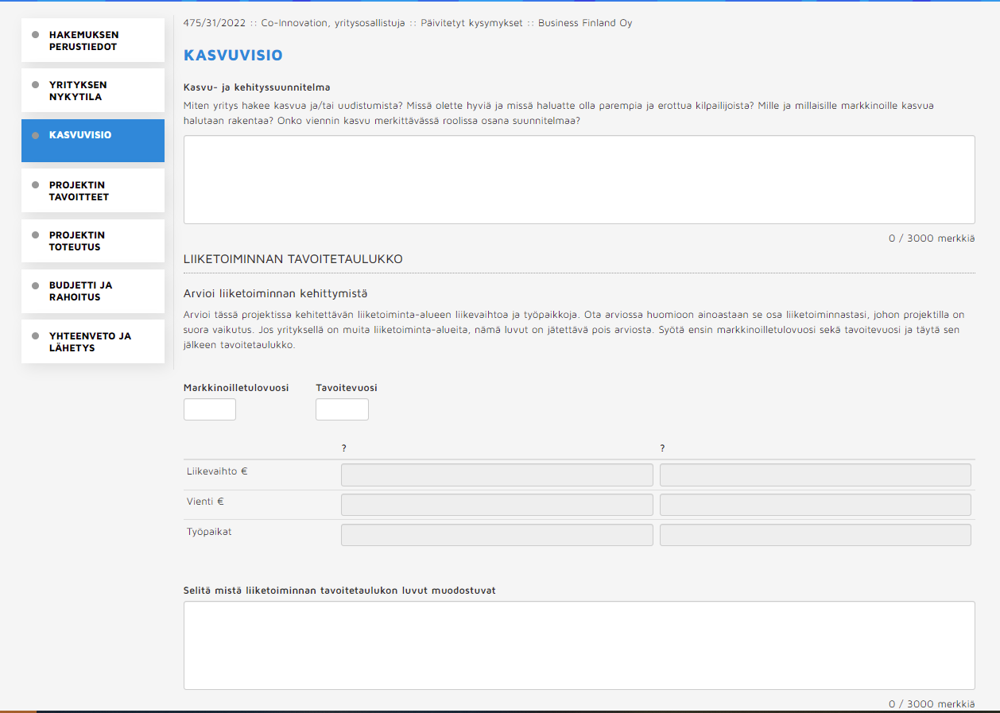 475/31/2022 :: Co-Innovation, yritysosallistuja :: Päivitetyt kysymykset :: Business Finland Oy
HAKEMUKSEN
PERUSTIEDOT
YRITYKSEN
NYKYTILA
KASVUVISIO
PROJEKTIN
TAVOITTEET
PROJEKTIN
TOTEUTUS
BUDJETTI JA
RAHOITUS
YHTEENVETO JA
LÄHETYS
KASVUVISIO
Kasvu- ja kehityssuunnitelma
Miten yritys hakee kasvua ja/tai uudistumista? Missä olette hyviä ja missä haluatte olla parempia ja erottua kilpailijoista? Mille ja millaisille markkinoille kasvua
halutaan rakentaa? Onko viennin kasvu merkittävässä roolissa osana suunnitelmaa?
0 / 3000 merkkiä
LIIKETOIMINNAN TAVOITETAULUKKO
Arvioi liiketoiminnan kehittymistä
Arvioi tässä projektissa kehitettävän liiketoiminta-alueen liikevaihtoa ja työpaikkoja. Ota arviossa huomioon ainoastaan se osa liiketoiminnastasi, johon projektilla on
suora vaikutus. Jos yrityksellä on muita liiketoiminta-alueita, nämä luvut on jätettävä pois arviosta. Syötä ensin markkinoilletulovuosi sekä tavoitevuosi ja täytä sen
jälkeen tavoitetaulukko.
Markkinoilletulovuosi Tavoitevuosi
? ?
Liikevaihto €
Vienti €
Työpaikat
Selitä mistä liiketoiminnan tavoitetaulukon luvut muodostuvat
0 / 3000 merkkiä